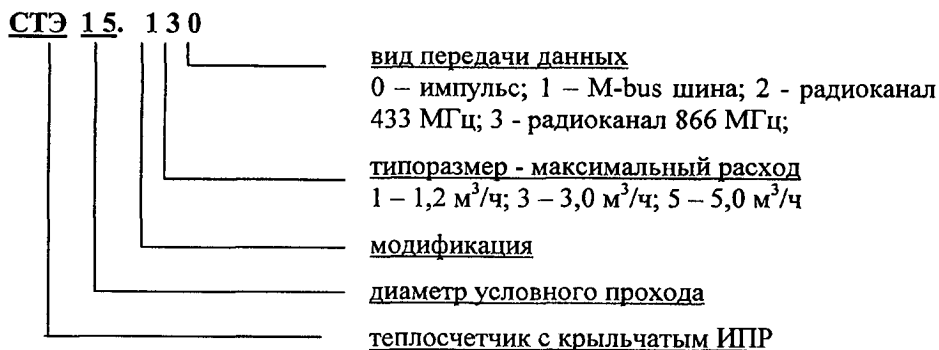 СТЭ 15. 130
вид передачи данных
0 – импульс; 1 – M-bus шина; 2 - радиоканал
433 МГц; 3 - радиоканал 866 МГц;
типоразмер - максимальный расход
1 – 1,2 м³/ч; 3 – 3,0 м³/ч; 5 – 5,0 м³/ч
модификация
диаметр условного прохода
теплосчетчик с крыльчатым ИПР